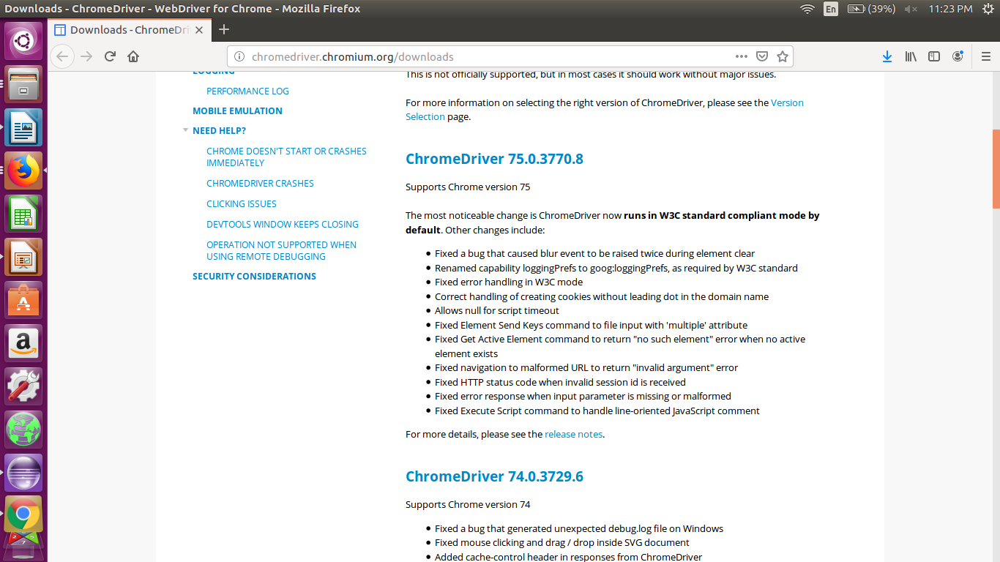 Downloads - ChromeDriver - WebDriver for Chrome - Mozilla Firefox
En
(39%)
11:23 PM
Downloads - ChromeDri
chromedriver.chromium.org/downloads
LOGGING
PERFORMANCE LOG
MOBILE EMULATION
NEED HELP?
CHROME DOESN'T START OR CRASHES
IMMEDIATELY
CHROMEDRIVER CRASHES
CLICKING ISSUES
DEVTOOLS WINDOW KEEPS CLOSING
OPERATION NOT SUPPORTED WHEN
USING REMOTE DEBUGGING
SECURITY CONSIDERATIONS
This is not officially supported, but in most cases it should work without major issues.
For more information on selecting the right version of ChromeDriver, please see the Version
Selection page.
ChromeDriver 75.0.3770.8
Supports Chrome version 75
The most noticeable change is ChromeDriver now runs in W3C standard compliant mode by
default. Other changes include:
Fixed a bug that caused blur event to be raised twice during element clear
Renamed capability loggingPrefs to goog:loggingPrefs, as required by W3C standard
Fixed error handling in W3C mode
Correct handling of creating cookies without leading dot in the domain name
Allows null for script timeout
Fixed Element Send Keys command to file input with 'multiple' attribute
Fixed Get Active Element command to return "no such element" error when no active
element exists
Fixed navigation to malformed URL to return "invalid argument" error
Fixed HTTP status code when invalid session id is received
Fixed error response when input parameter is missing or malformed
Fixed Execute Script command to handle line-oriented JavaScript comment
For more details, please see the release notes.
ChromeDriver 74.0.3729.6
Supports Chrome version 74
Fixed a bug that generated unexpected debug.log file on Windows
Fixed mouse clicking and drag / drop inside SVG document
Added cache-control header in responses from ChromeDriver